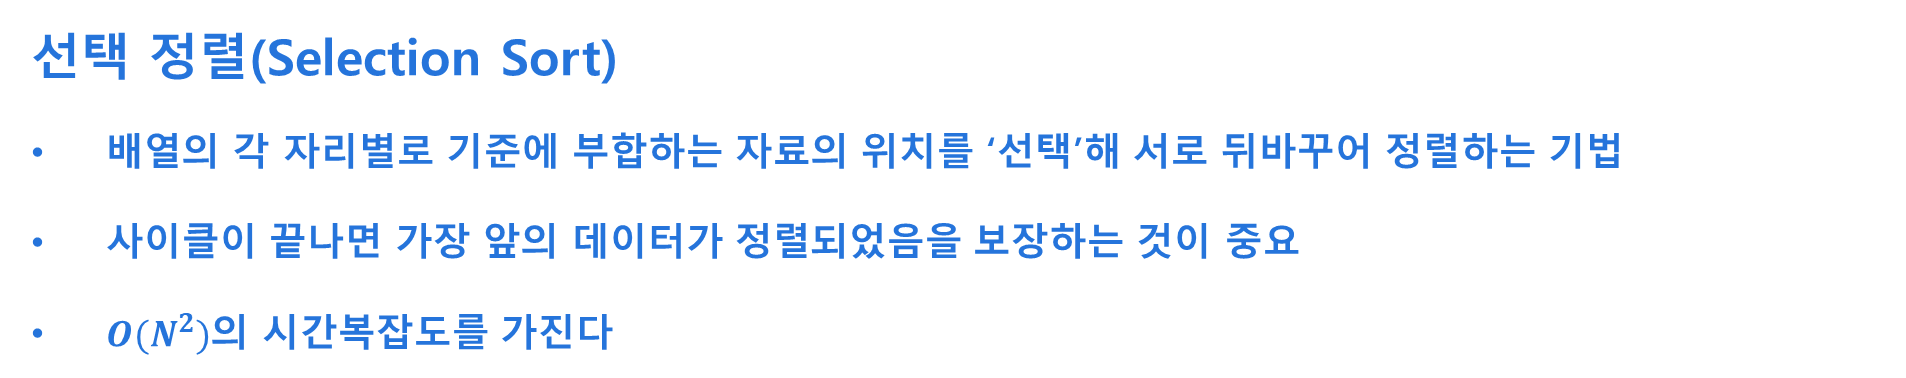 선택 정렬(Selection Sort)
• 배열의 각 자리별로 기준에 부합하는 자료의 위치를 ‘선택’해 서로 뒤바꾸어 정렬하는 기법
• 사이클이 끝나면 가장 앞의 데이터가 정렬되었음을 보장하는 것이 중요
• O(N²)의 시간복잡도를 가진다